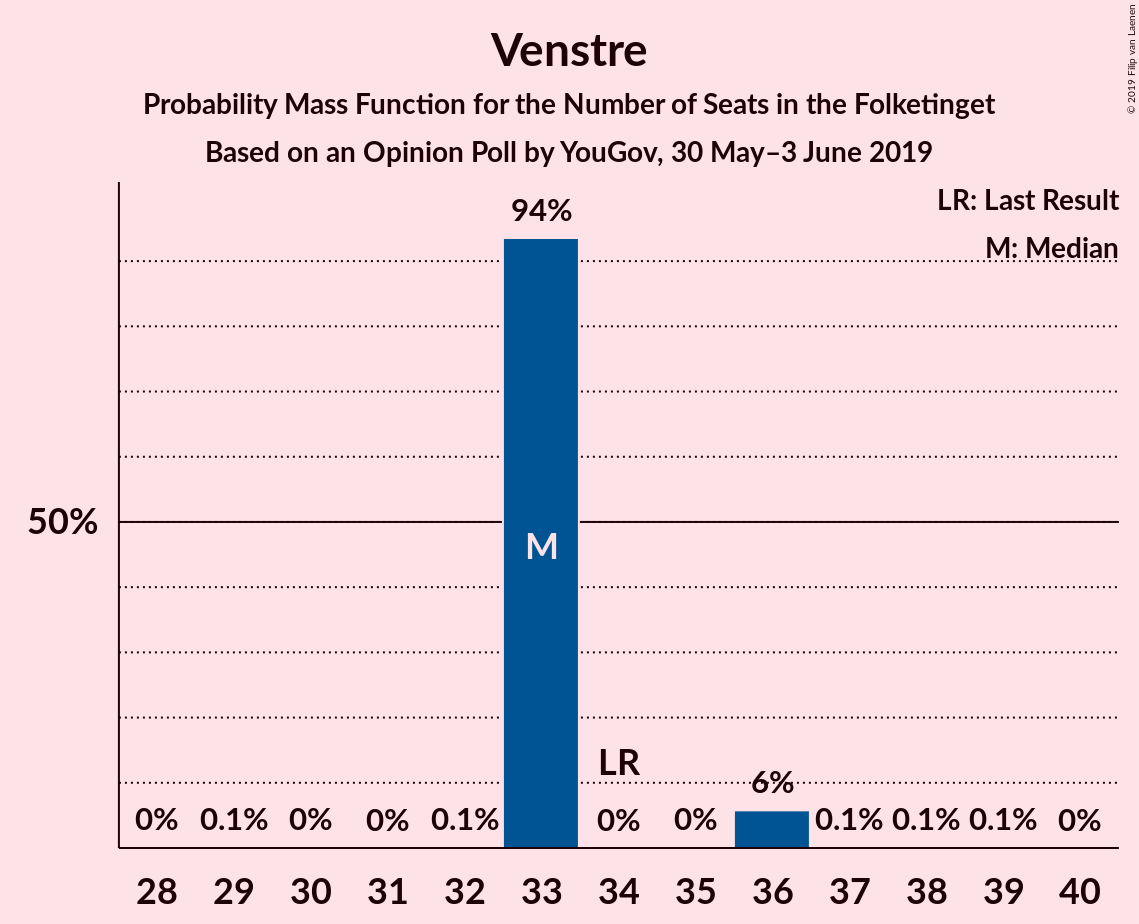 Venstre
Probability Mass Function for the Number of Seats in the Folketinget
Based on an Opinion Poll by YouGov, 30 May–3 June 2019
© 2019 Filip van Laenen
LR: Last Result
M: Median
94%
50%
M
LR
6%
0% 0.1% 0% 0% 0.1% 0% 0% 0.1% 0.1% 0.1% 0%
28 29 30 31 32 33 34 35 36 37 38 39 40